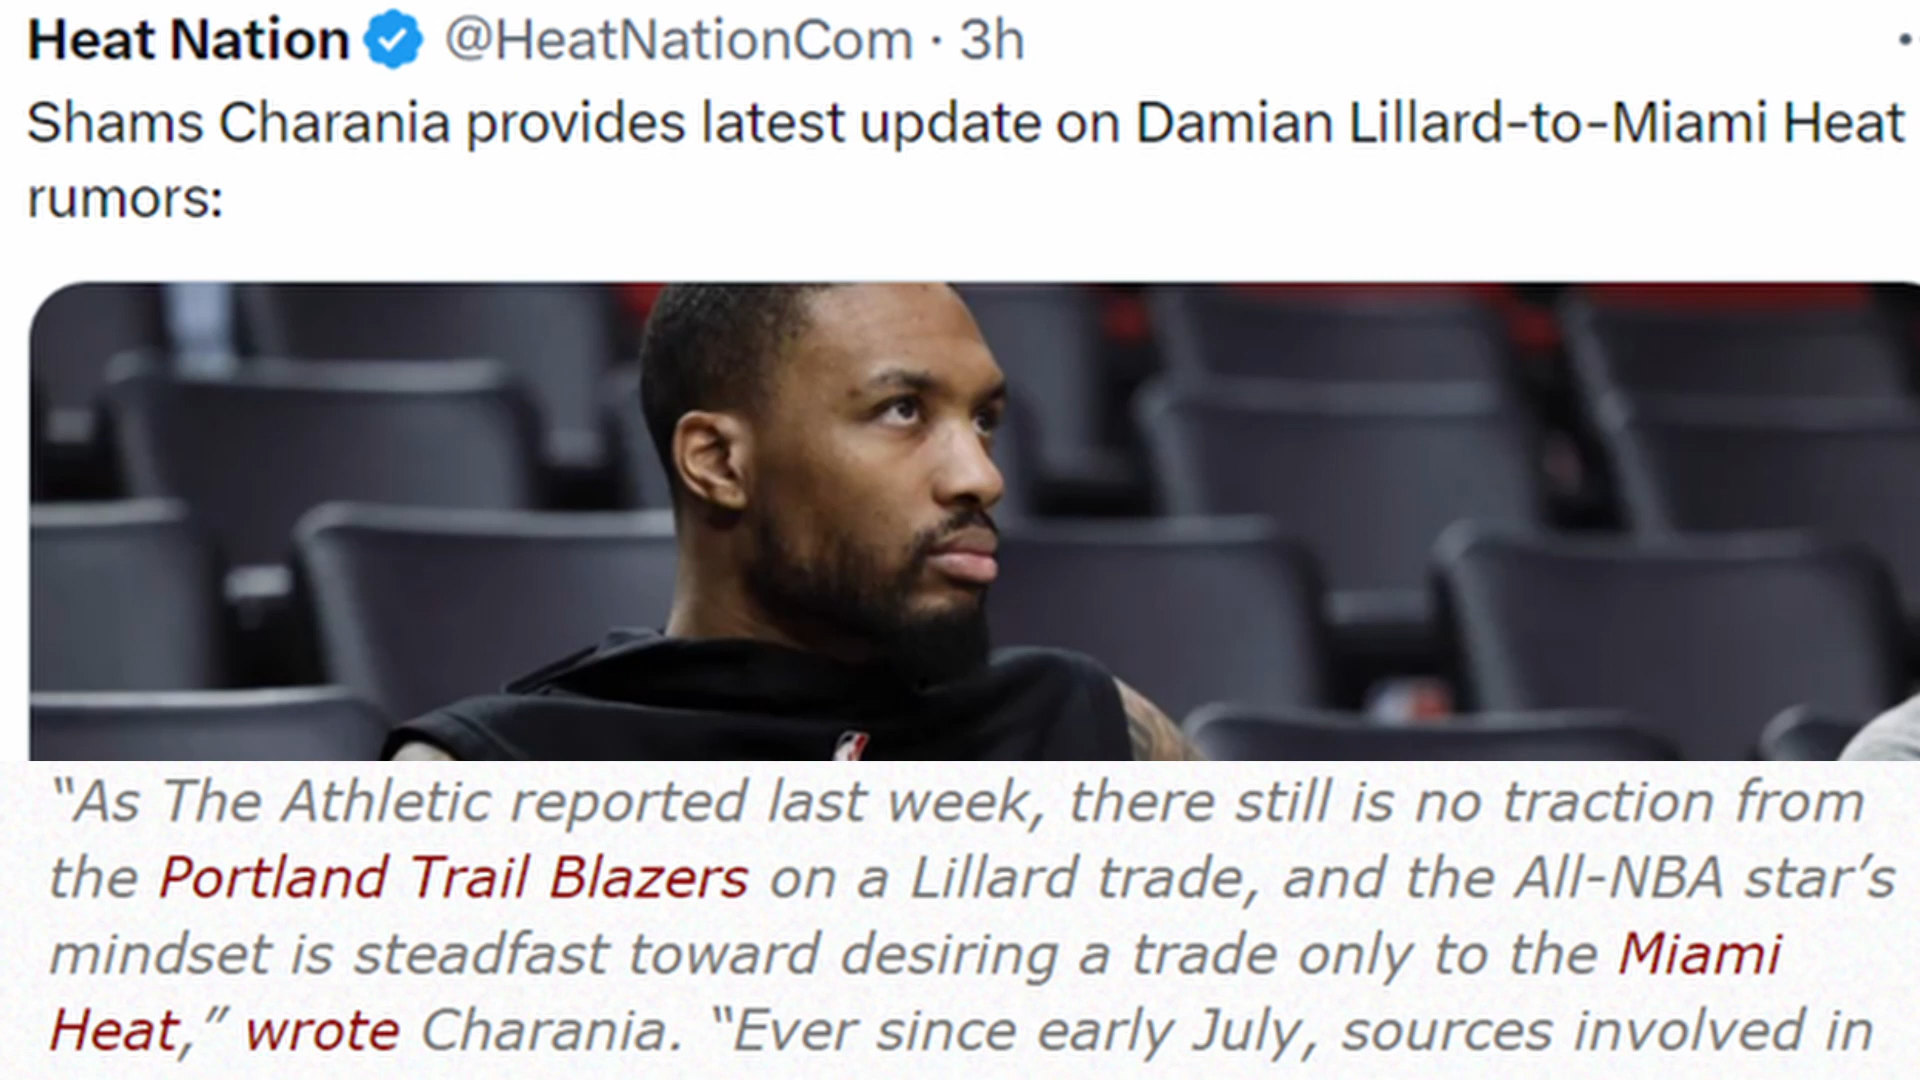 Heat Nation @HeatNationCom · 3h
Shams Charania provides latest update on Damian Lillard-to-Miami Heat
rumors:
“As The Athletic reported last week, there still is no traction from
the Portland Trail Blazers on a Lillard trade, and the All-NBA star’s
mindset is steadfast toward desiring a trade only to the Miami
Heat,” wrote Charania. “Ever since early July, sources involved in